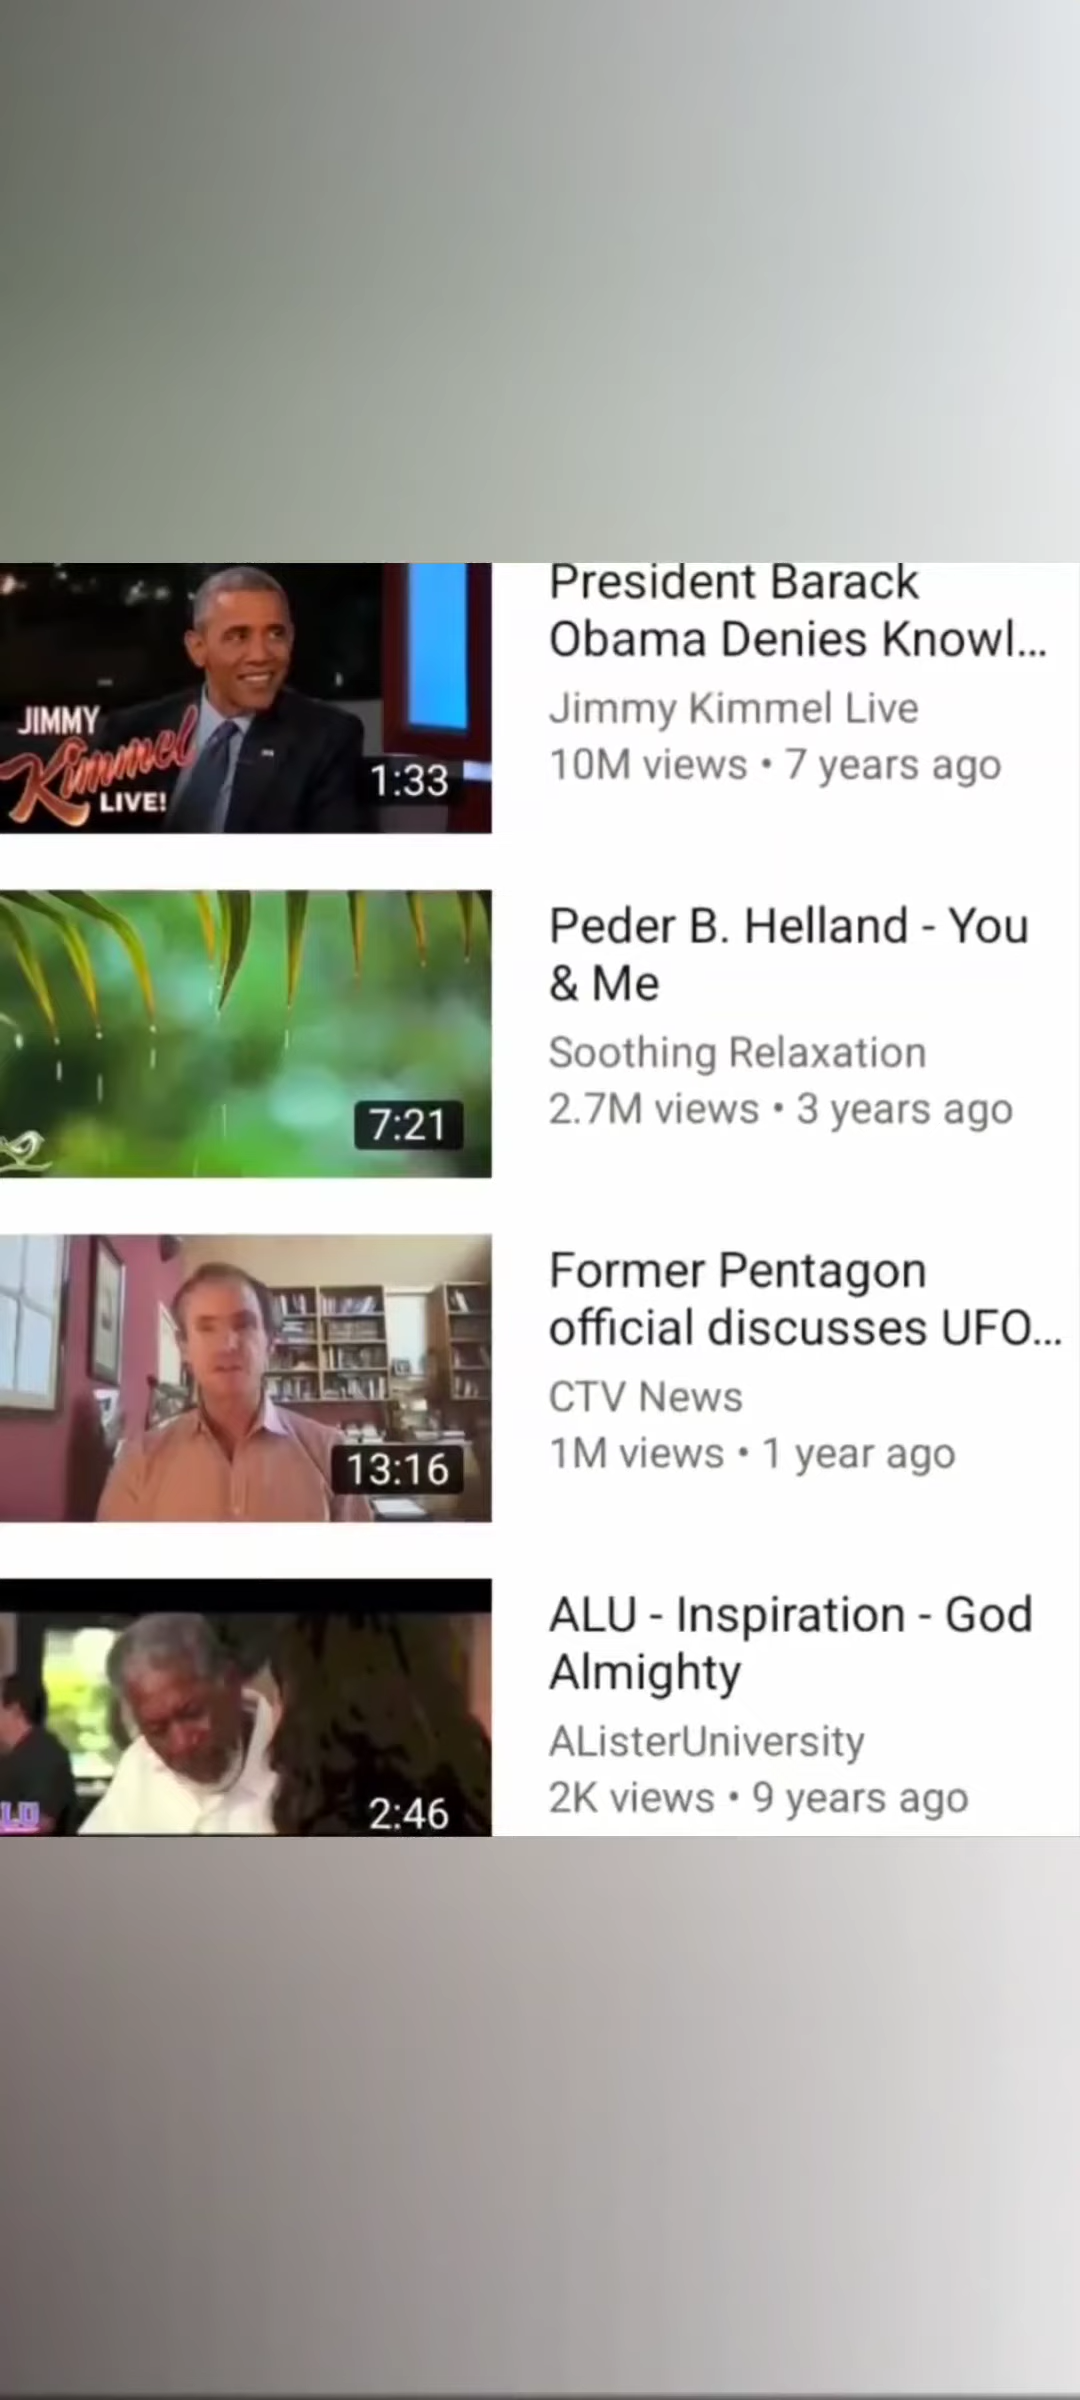 President Barack
Obama Denies Knowl...
Jimmy Kimmel Live
10M views • 7 years ago
JIMMY
Kimmel
LIVE!
1:33
Peder B. Helland - You
& Me
Soothing Relaxation
2.7M views • 3 years ago
7:21
Former Pentagon
official discusses UFO...
CTV News
1M views • 1 year ago
13:16
ALU - Inspiration - God
Almighty
AListerUniversity
2K views • 9 years ago
2:46